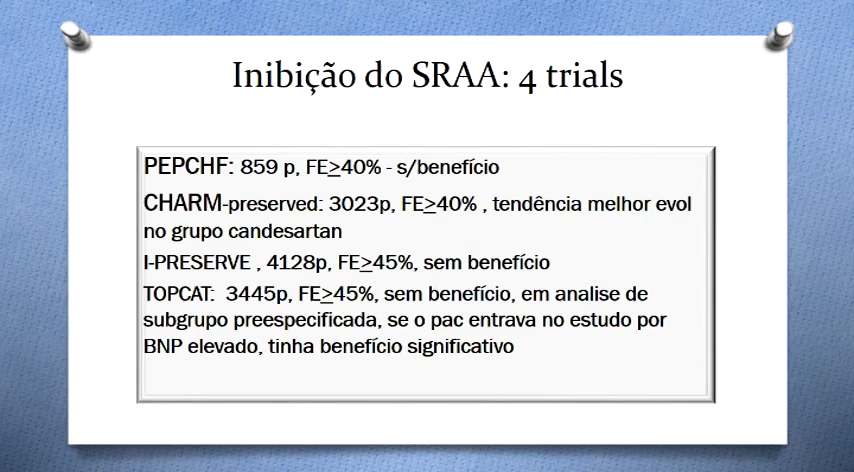 Inibição do SRAA: 4 trials
PEPCHF: 859 p, FE≥40% - s/benefício
CHARM-preserved: 3023p, FE≥40% , tendência melhor evol
no grupo candesartan
I-PRESERVE , 4128p, FE≥45%, sem benefício
TOPCAT: 3445p, FE≥45%, sem benefício, em analise de
subgrupo preespecificada, se o pac entrava no estudo por
BNP elevado, tinha benefício significativo